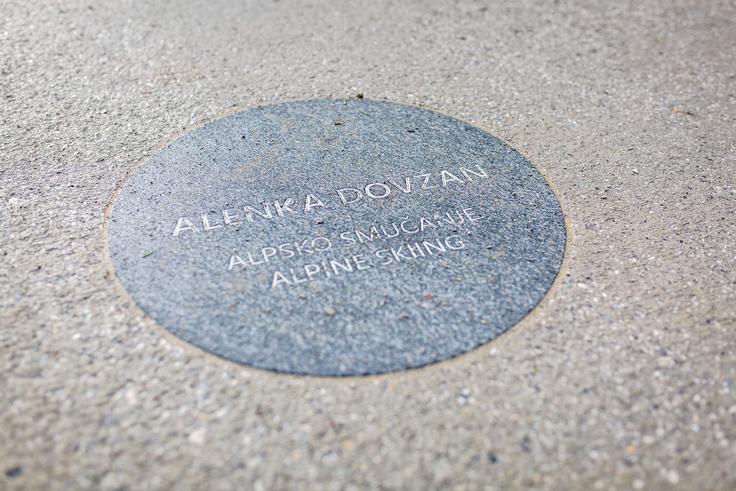 ALENKA DOVŽAN
ALPSKO SMUČANJE
ALPINE SKIING